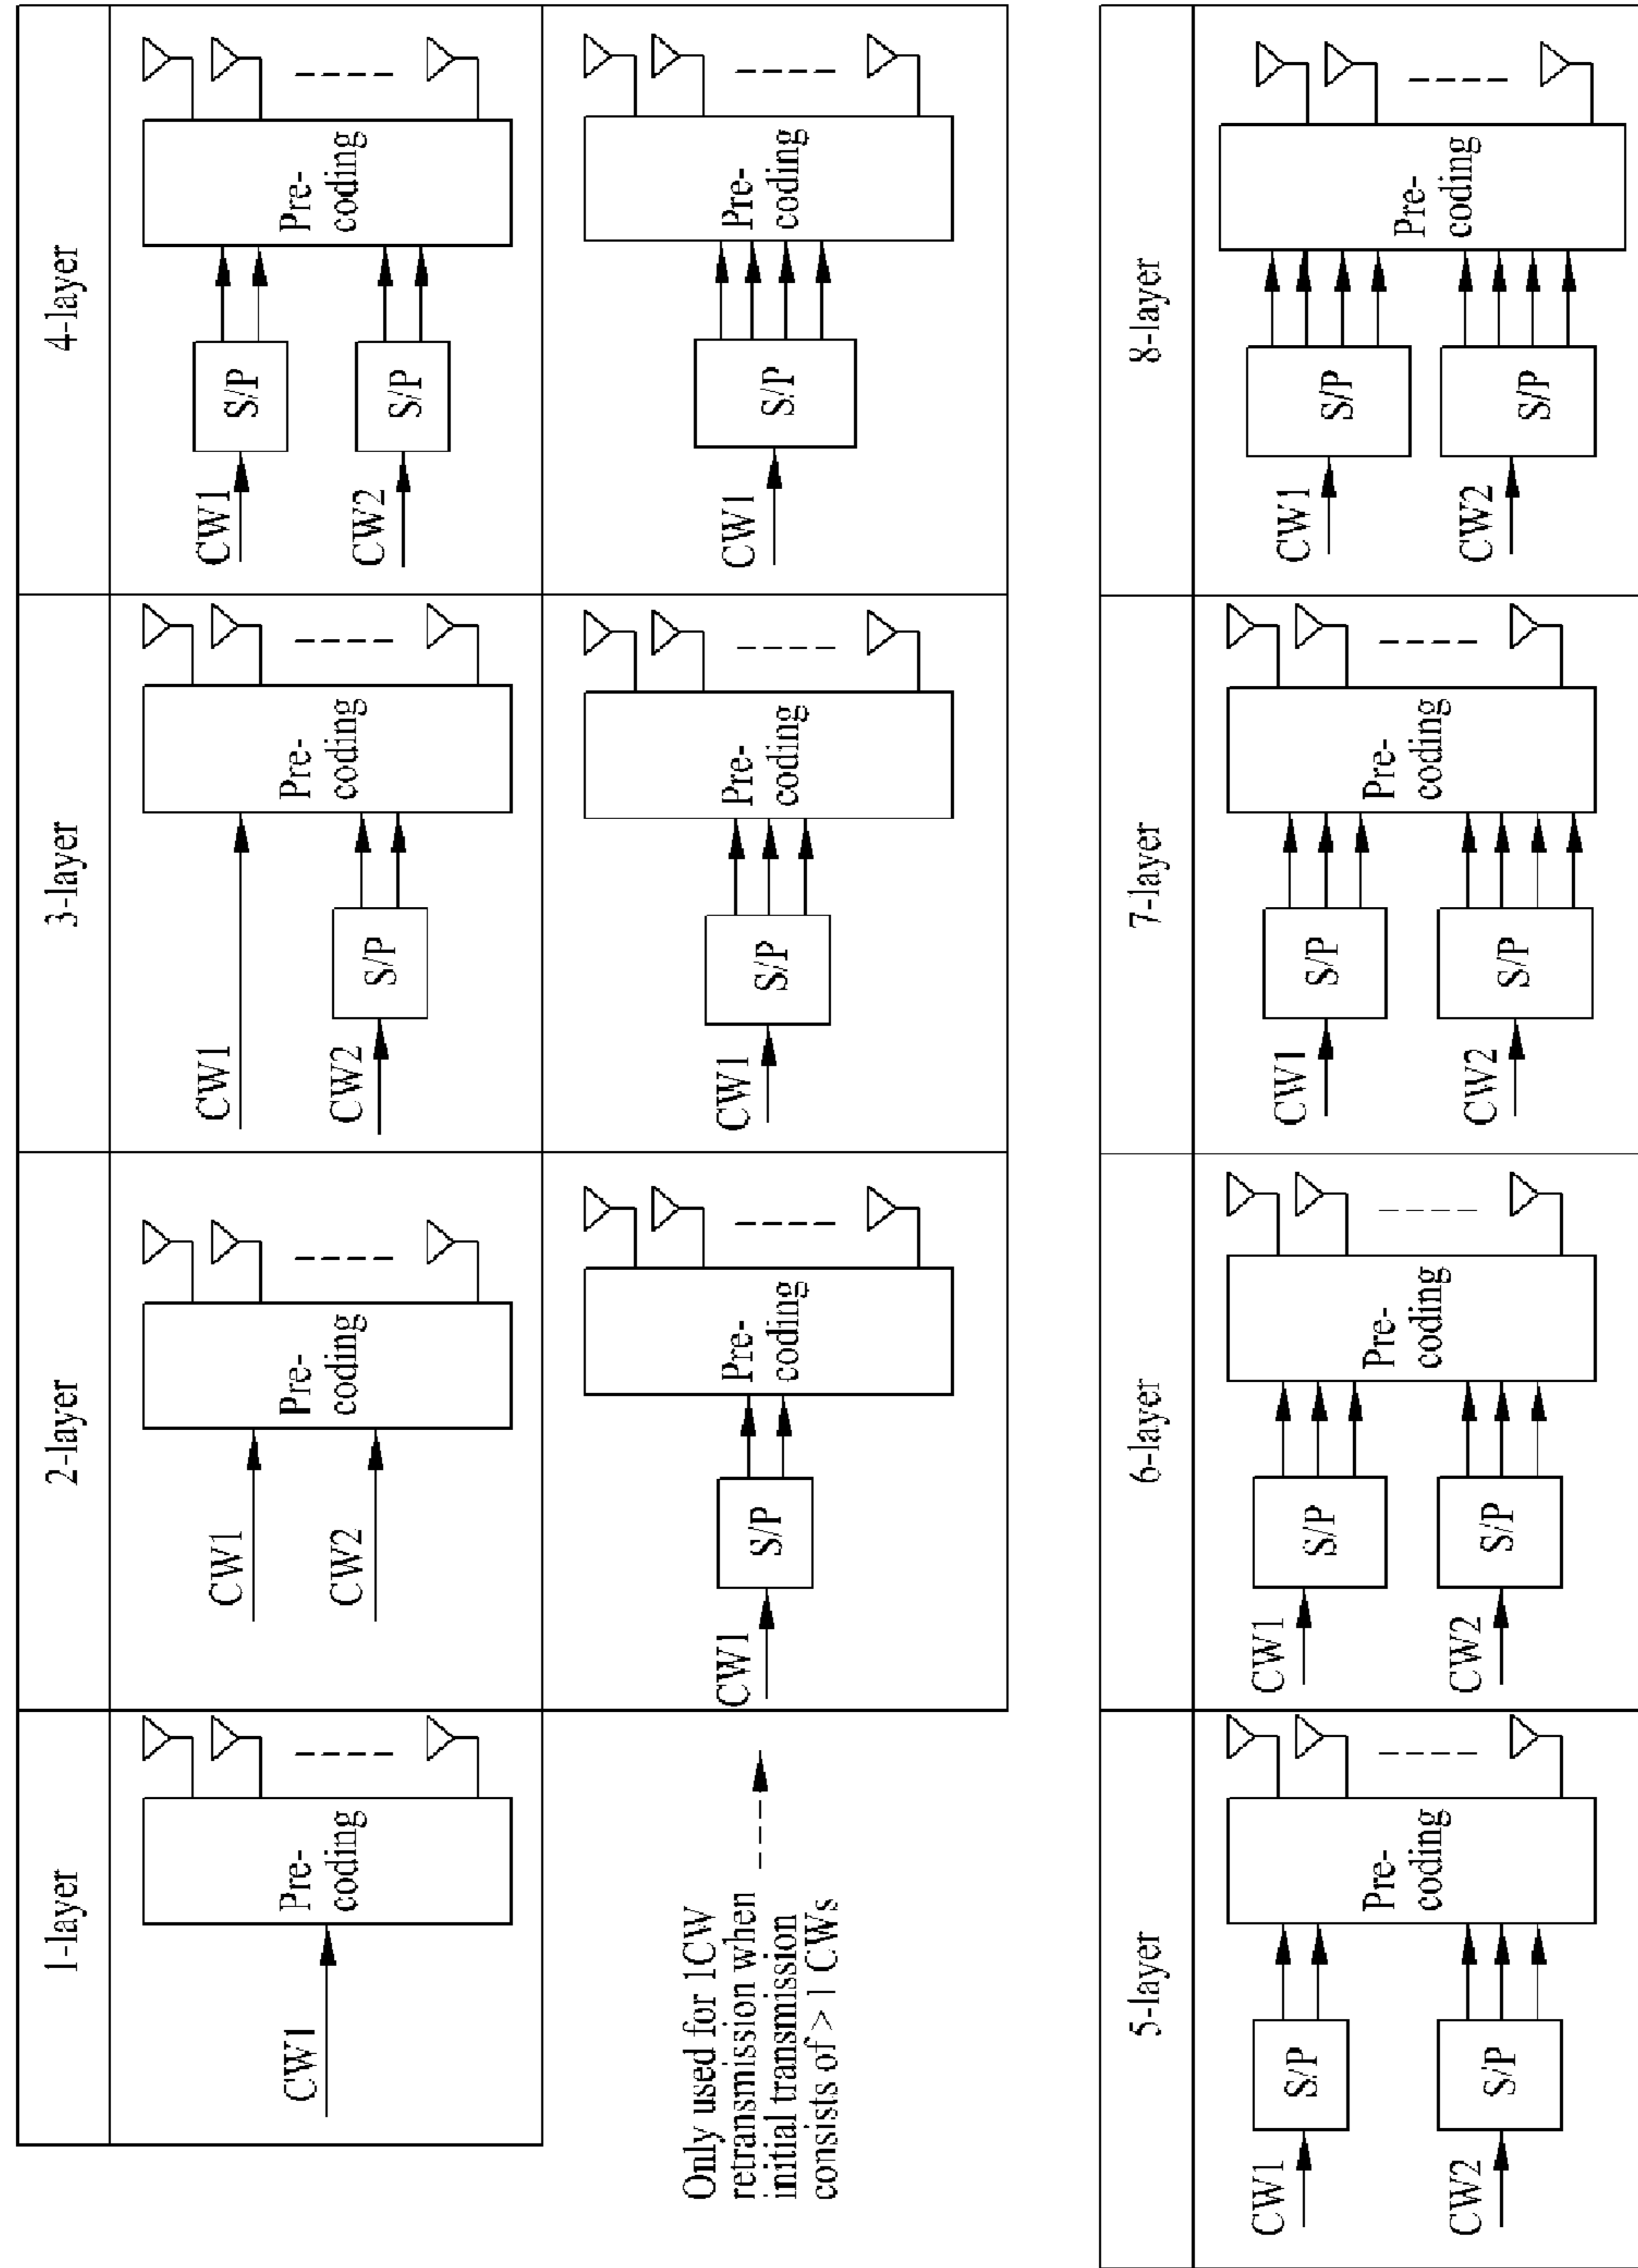 1-layer
2-layer
3-layer
4-layer
CW1
Pre-
coding
CW1
CW2
Pre-
coding
CW1
CW2
S/P
Pre-
coding
CW1
CW2
S/P
S/P
Pre-
coding
Only used for 1CW
retransmission when
initial transmission
consists of > 1 CWs
CW1
S/P
Pre-
coding
CW1
S/P
Pre-
coding
CW1
S/P
Pre-
coding
5-layer
6-layer
7-layer
8-layer
CW1
CW2
S/P
S/P
Pre-
coding
CW1
CW2
S/P
S/P
Pre-
coding
CW1
CW2
S/P
S/P
Pre-
coding
CW1
CW2
S/P
S/P
Pre-
coding